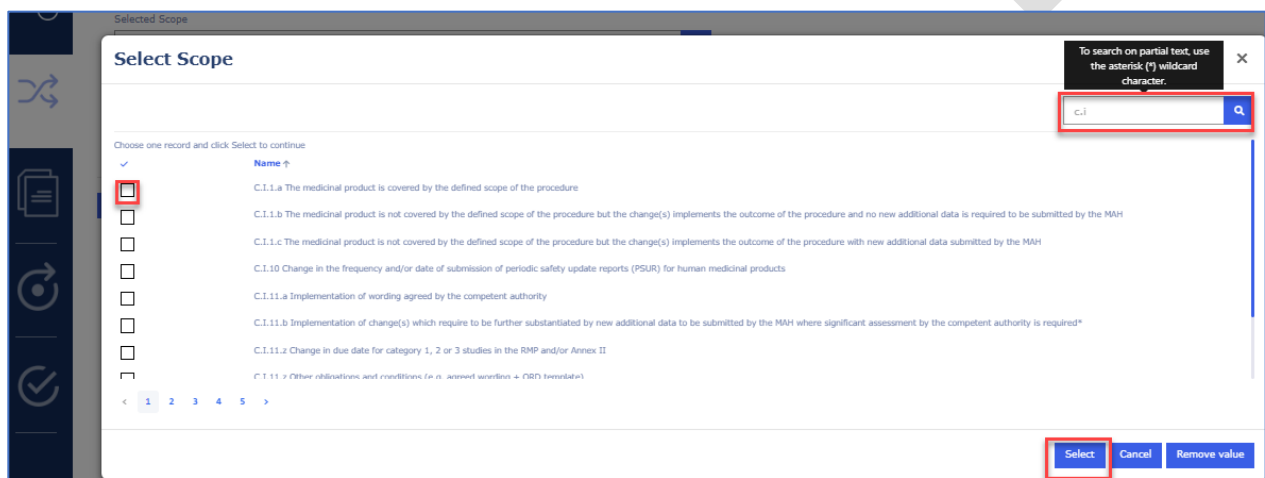 Selected Scope
Select Scope
To search on partial text, use
the asterisk (*) wildcard
character.
×
c.i
Choose one record and click Select to continue
✓ Name ↑
C.I.1.a The medicinal product is covered by the defined scope of the procedure
C.I.1.b The medicinal product is not covered by the defined scope of the procedure but the change(s) implements the outcome of the procedure and no new additional data is required to be submitted by the MAH
C.I.1.c The medicinal product is not covered by the defined scope of the procedure but the change(s) implements the outcome of the procedure with new additional data submitted by the MAH
C.I.10 Change in the frequency and/or date of submission of periodic safety update reports (PSUR) for human medicinal products
C.I.11.a Implementation of wording agreed by the competent authority
C.I.11.b Implementation of change(s) which require to be further substantiated by new additional data to be submitted by the MAH where significant assessment by the competent authority is required*
C.I.11.z Change in due date for category 1, 2 or 3 studies in the RMP and/or Annex II
C.I.11.z Other obligations and conditions (e.g. agreed wording + QRD template)
< 1 2 3 4 5 >
Select Cancel Remove value